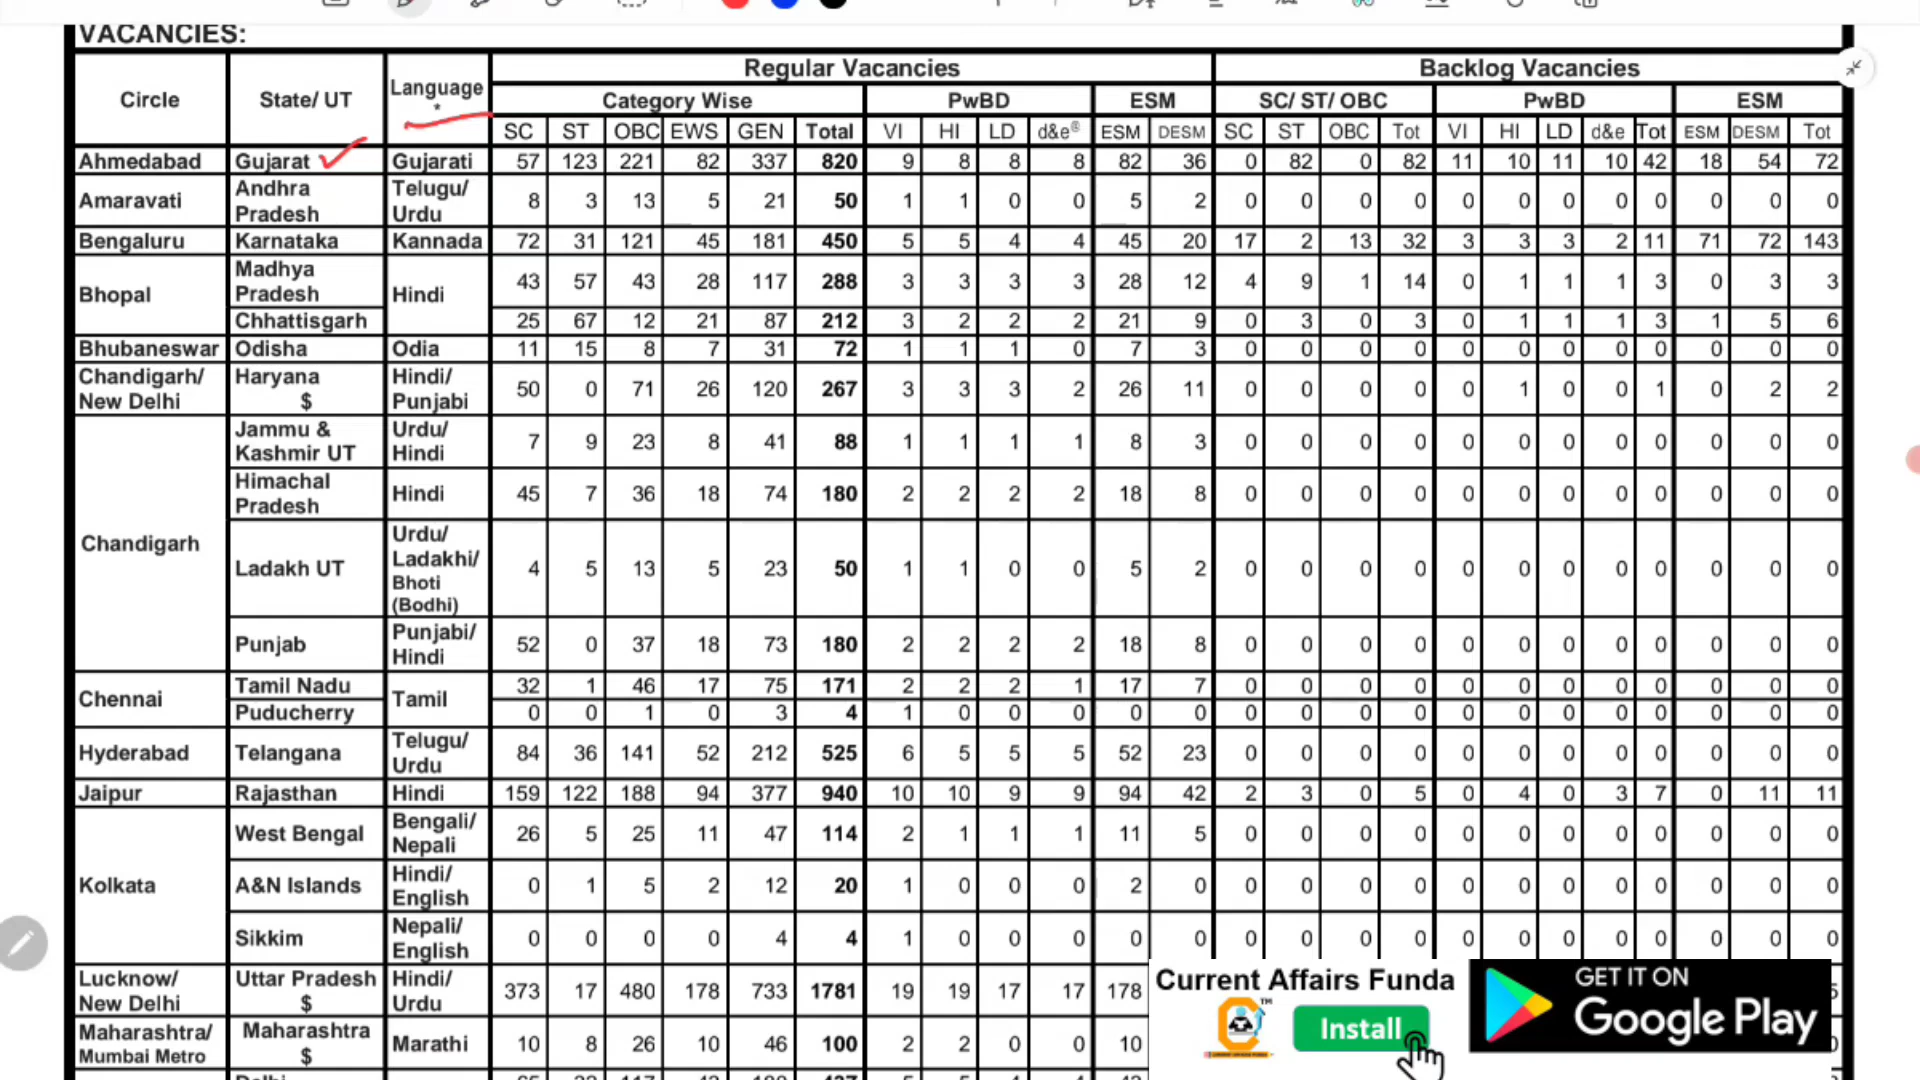 VACANCIES:
Circle State/ UT Language * Regular Vacancies Backlog Vacancies
Category Wise PwBD ESM SC/ ST/ OBC PwBD ESM
SC ST OBC EWS GEN Total VI HI LD d&e@ ESM DESM SC ST OBC Tot VI HI LD d&e Tot ESM DESM Tot
Ahmedabad Gujarat Gujarati 57 123 221 82 337 820 9 8 8 8 82 36 0 82 0 82 11 10 11 10 42 18 54 72
Amaravati Andhra Pradesh Telugu/ Urdu 8 3 13 5 21 50 1 1 0 0 5 2 0 0 0 0 0 0 0 0 0 0 0 0
Bengaluru Karnataka Kannada 72 31 121 45 181 450 5 5 4 4 45 20 17 2 13 32 3 3 3 2 11 71 72 143
Bhopal Madhya Pradesh Hindi 43 57 43 28 117 288 3 3 3 3 28 12 4 9 1 14 0 1 1 1 3 0 3 3
Chhattisgarh 25 67 12 21 87 212 3 2 2 2 21 9 0 3 0 3 0 1 1 1 3 1 5 6
Bhubaneswar Odisha Odia 11 15 8 7 31 72 1 1 1 0 7 3 0 0 0 0 0 0 0 0 0 0 0 0
Chandigarh/ New Delhi Haryana $ Hindi/ Punjabi 50 0 71 26 120 267 3 3 3 2 26 11 0 0 0 0 0 1 0 0 1 0 2 2
Chandigarh Jammu & Kashmir UT Urdu/ Hindi 7 9 23 8 41 88 1 1 1 1 8 3 0 0 0 0 0 0 0 0 0 0 0 0
Himachal Pradesh Hindi 45 7 36 18 74 180 2 2 2 2 18 8 0 0 0 0 0 0 0 0 0 0 0 0
Ladakh UT Urdu/ Ladakhi/ Bhoti (Bodhi) 4 5 13 5 23 50 1 1 0 0 5 2 0 0 0 0 0 0 0 0 0 0 0 0
Punjab Punjabi/ Hindi 52 0 37 18 73 180 2 2 2 2 18 8 0 0 0 0 0 0 0 0 0 0 0 0
Chennai Tamil Nadu Tamil 32 1 46 17 75 171 2 2 2 1 17 7 0 0 0 0 0 0 0 0 0 0 0 0
Puducherry 0 0 1 0 3 4 1 0 0 0 0 0 0 0 0 0 0 0 0 0 0 0 0 0
Hyderabad Telangana Telugu/ Urdu 84 36 141 52 212 525 6 5 5 5 52 23 0 0 0 0 0 0 0 0 0 0 0 0
Jaipur Rajasthan Hindi 159 122 188 94 377 940 10 10 9 9 94 42 2 3 0 5 0 4 0 3 7 0 11 11
Kolkata West Bengal Bengali/ Nepali 26 5 25 11 47 114 2 1 1 1 11 5 0 0 0 0 0 0 0 0 0 0 0 0
A&N Islands Hindi/ English 0 1 5 2 12 20 1 0 0 0 2 0 0 0 0 0 0 0 0 0 0 0 0 0
Sikkim Nepali/ English 0 0 0 0 4 4 1 0 0 0 0 0 0 0 0 0 0 0 0 0 0 0 0 0
Lucknow/ New Delhi Uttar Pradesh $ Hindi/ Urdu 373 17 480 178 733 1781 19 19 17 17 178
Maharashtra/ Mumbai Metro Maharashtra $ Marathi 10 8 26 10 46 100 2 2 0 0 10
Current Affairs Funda
Install
GET IT ON
Google Play